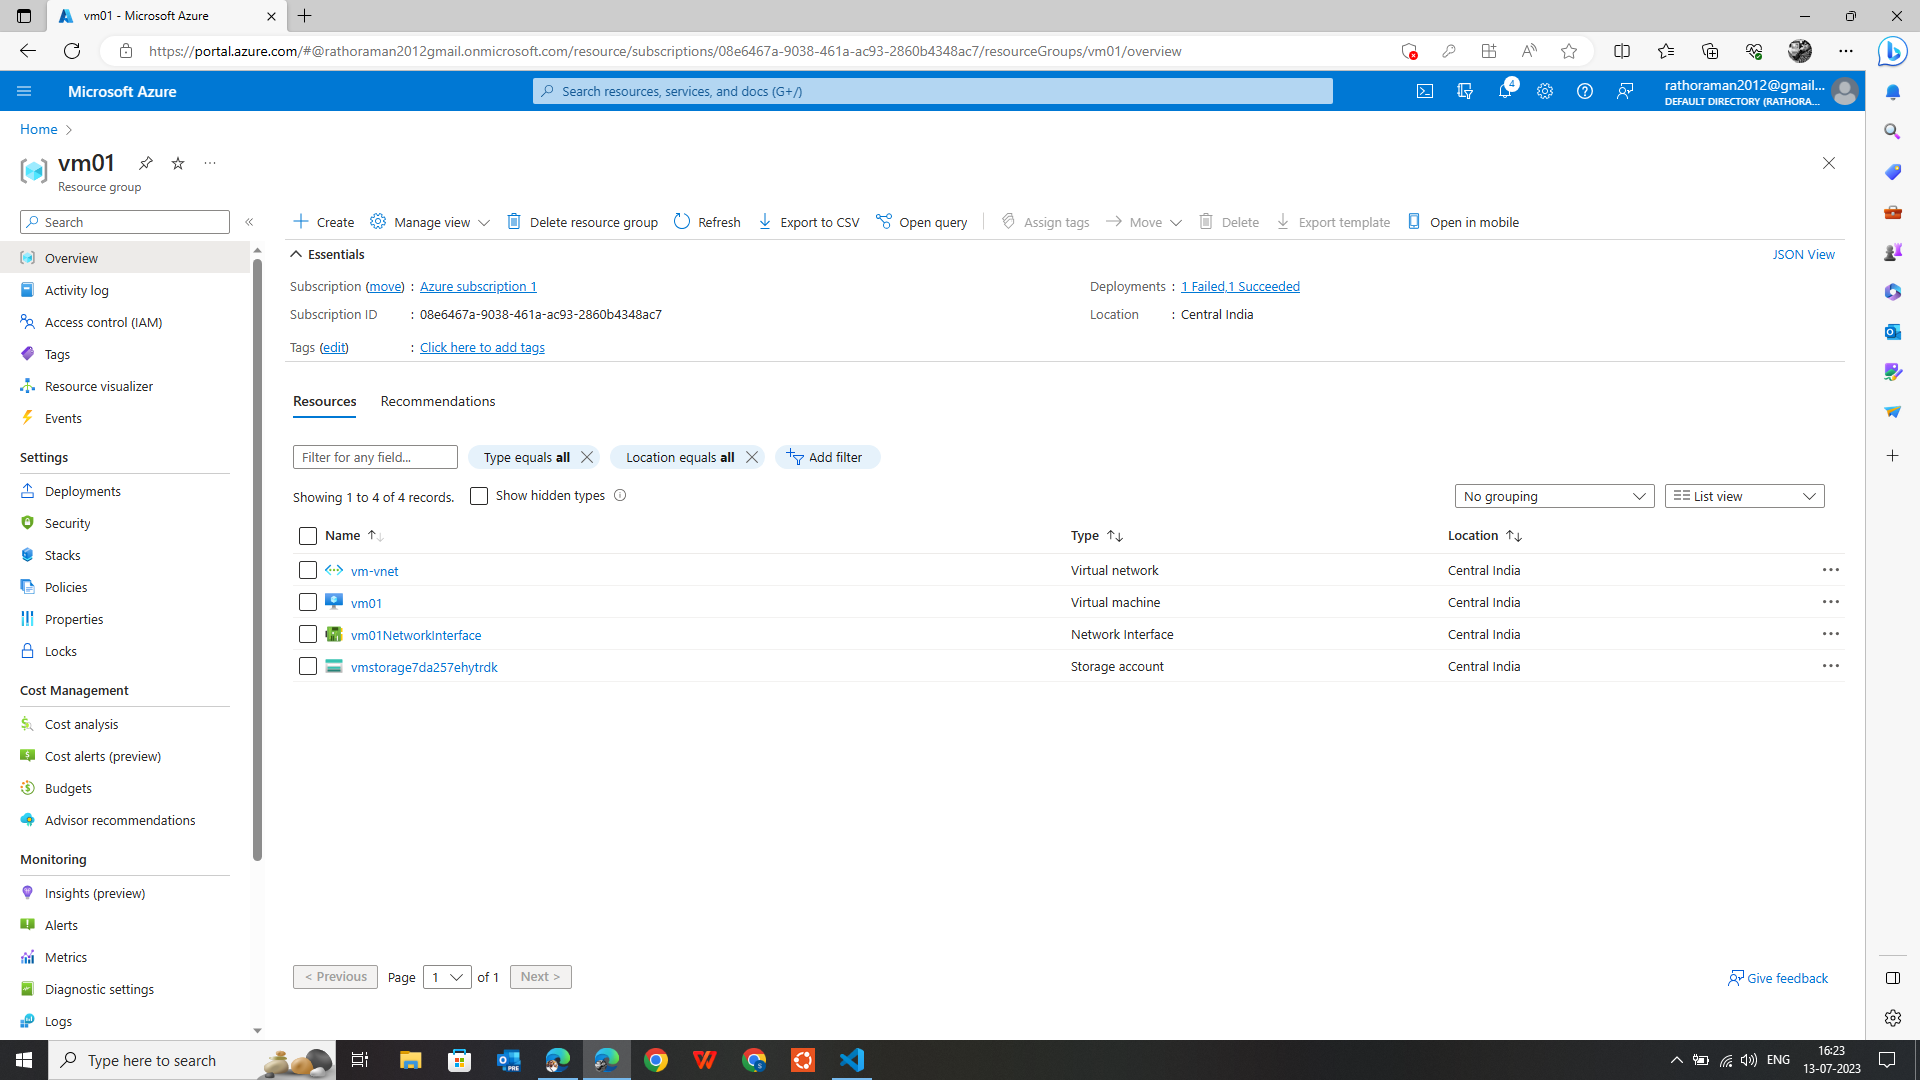 vm01 - Microsoft Azure
https://portal.azure.com/#@rathoraman2012gmail.onmicrosoft.com/resource/subscriptions/08e6467a-9038-461a-ac93-2860b4348ac7/resourceGroups/vm01/overview
Microsoft Azure
Search resources, services, and docs (G+/)
4
rathoraman2012@gmail...
DEFAULT DIRECTORY (RATHORA...
Home
vm01
Resource group
Search
Create
Manage view
Delete resource group
Refresh
Export to CSV
Open query
Assign tags
Move
Delete
Export template
Open in mobile
Overview
Activity log
Access control (IAM)
Tags
Resource visualizer
Events
Settings
Deployments
Security
Stacks
Policies
Properties
Locks
Cost Management
Cost analysis
Cost alerts (preview)
Budgets
Advisor recommendations
Monitoring
Insights (preview)
Alerts
Metrics
Diagnostic settings
Logs
Essentials
JSON View
Subscription (move) : Azure subscription 1
Deployments : 1 Failed,1 Succeeded
Subscription ID : 08e6467a-9038-461a-ac93-2860b4348ac7
Location : Central India
Tags (edit) : Click here to add tags
Resources
Recommendations
Filter for any field...
Type equals all
Location equals all
Add filter
Showing 1 to 4 of 4 records.
Show hidden types
No grouping
List view
Name Type Location
vm-vnet Virtual network Central India
vm01 Virtual machine Central India
vm01NetworkInterface Network Interface Central India
vmstorage7da257ehytrdk Storage account Central India
< Previous Page 1 of 1 Next >
Give feedback
Type here to search
PRE
ENG
16:23
13-07-2023